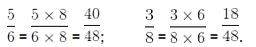 5/6 = 5 × 8/6 × 8 = 40/48; 3/8 = 3 × 6/8 × 6 = 18/48.